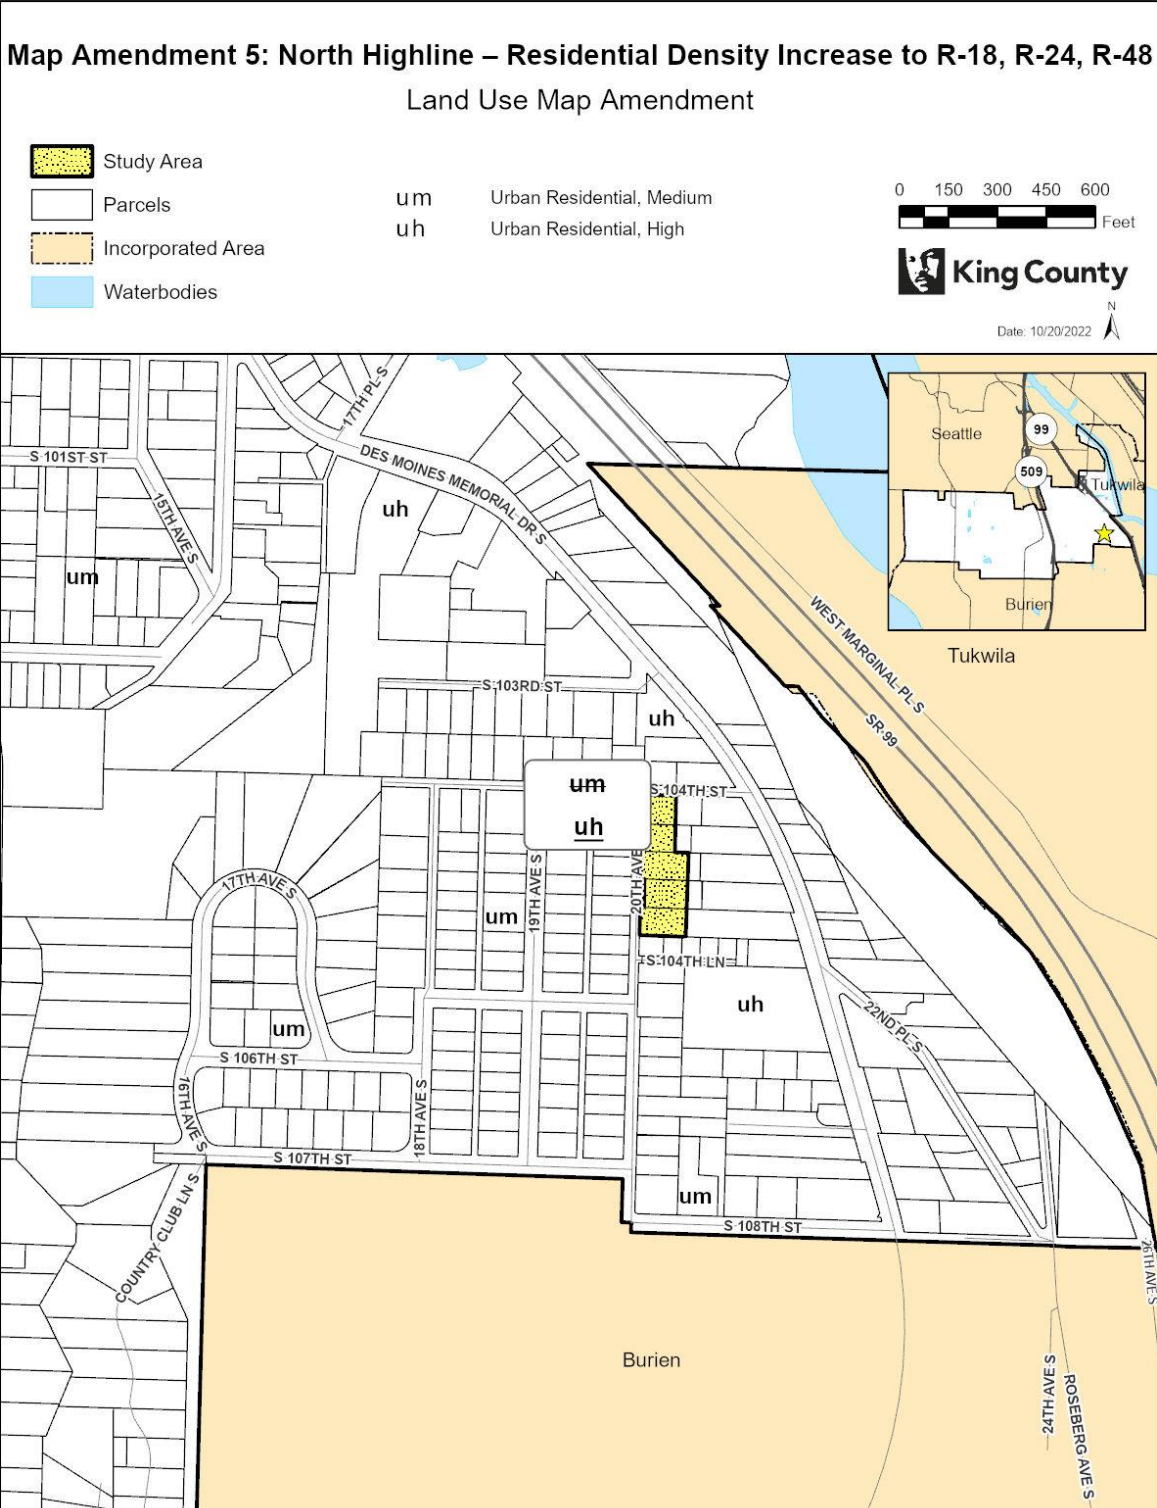 Map Amendment 5: North Highline – Residential Density Increase to R-18, R-24, R-48
Land Use Map Amendment
Study Area
Parcels
Incorporated Area
Waterbodies
um Urban Residential, Medium
uh Urban Residential, High
0 150 300 450 600
Feet
King County
N
Date: 10/20/2022
17TH PL S
S 101ST ST
DES MOINES MEMORIAL DR S
15TH AVE S
uh
um
Seattle
99
509
Tukwila
Burien
WEST MARGINAL PL S
Tukwila
S 103RD ST
uh
SR 99
um
uh
S 104TH ST
17TH AVE S
19TH AVE S
20TH AVE
um
S 104TH LN
uh
um
22ND PL S
S 106TH ST
16TH AVE S
18TH AVE S
S 107TH ST
um
S 108TH ST
COUNTRY CLUB LN S
26TH AVE S
Burien
24TH AVE S
ROSEBERG AVE S